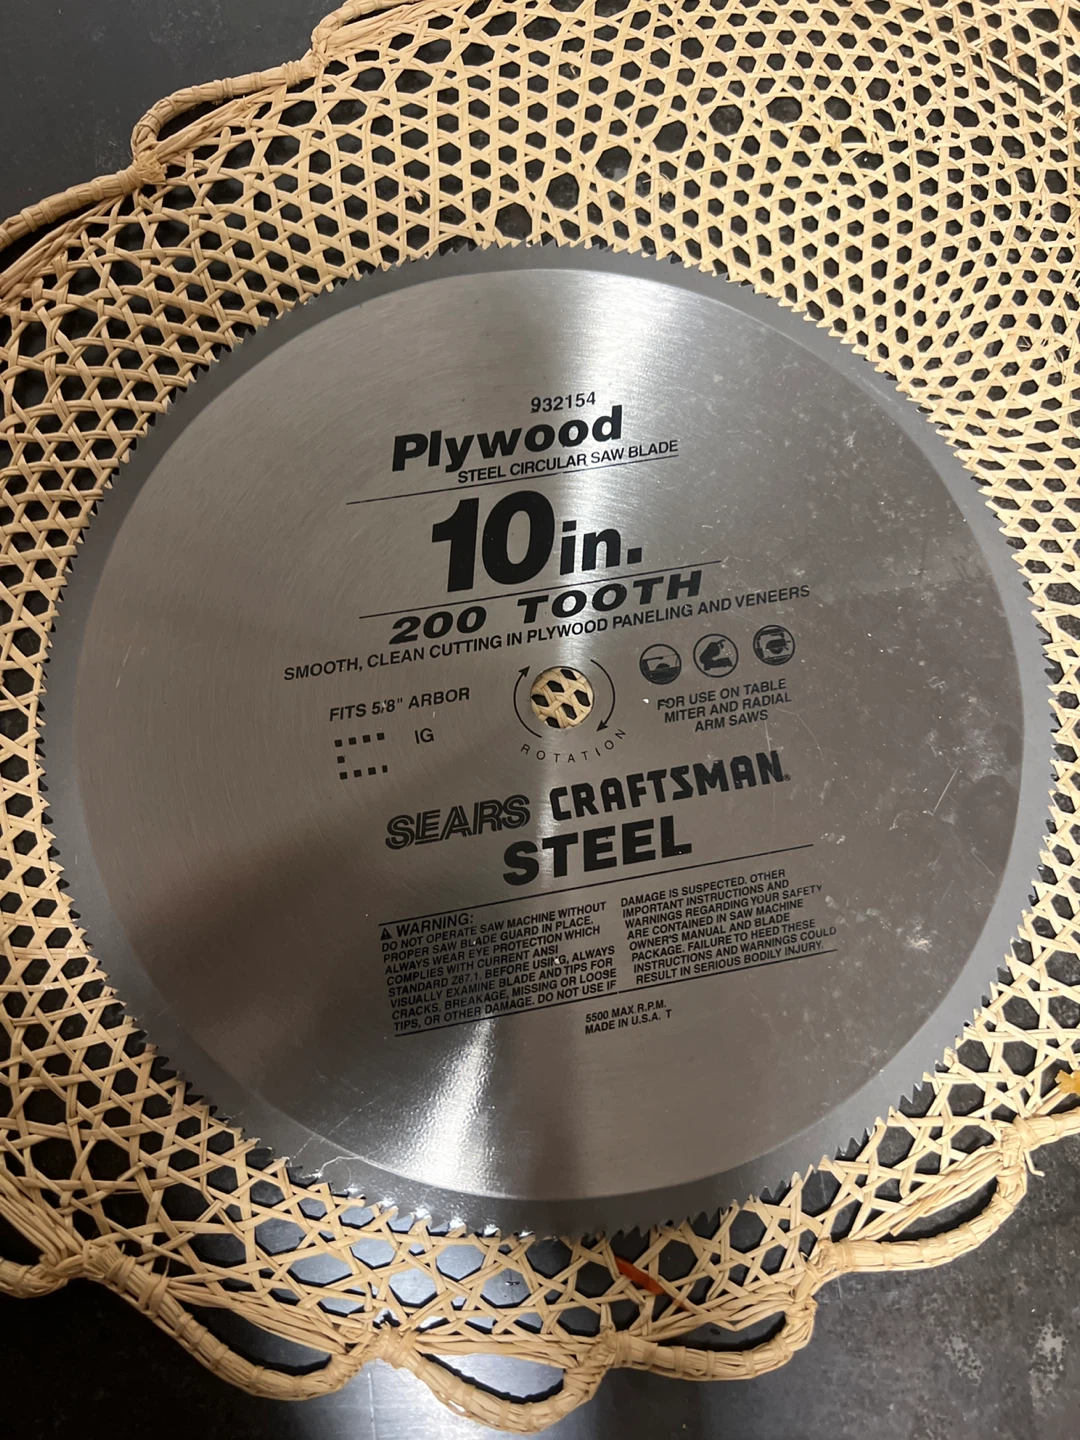 932154
Plywood
STEEL CIRCULAR SAW BLADE
10 in.
200 TOOTH
SMOOTH, CLEAN CUTTING IN PLYWOOD PANELING AND VENEERS
FITS 5/8" ARBOR
IG
ROTATION
FOR USE ON TABLE
MITER AND RADIAL
ARM SAWS
SEARS CRAFTSMAN®
STEEL
⚠ WARNING:
DO NOT OPERATE SAW MACHINE WITHOUT
PROPER SAW BLADE GUARD IN PLACE.
ALWAYS WEAR EYE PROTECTION WHICH
COMPLIES WITH CURRENT ANSI
STANDARD Z87.1. BEFORE USING, ALWAYS
VISUALLY EXAMINE BLADE AND TIPS FOR
CRACKS, BREAKAGE, MISSING OR LOOSE
TIPS, OR OTHER DAMAGE. DO NOT USE IF
DAMAGE IS SUSPECTED. OTHER
IMPORTANT INSTRUCTIONS AND
WARNINGS REGARDING YOUR SAFETY
ARE CONTAINED IN SAW MACHINE
OWNER'S MANUAL AND BLADE
PACKAGE. FAILURE TO HEED THESE
INSTRUCTIONS AND WARNINGS COULD
RESULT IN SERIOUS BODILY INJURY.
5500 MAX R.P.M.
MADE IN U.S.A. T